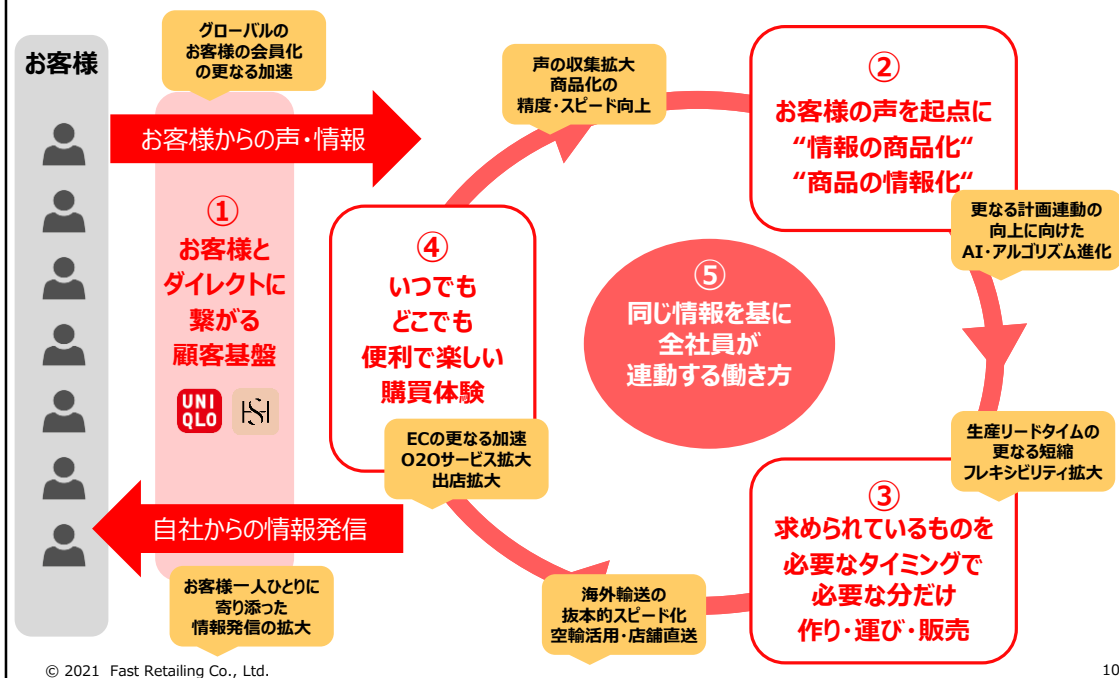 お客様
グローバルの
お客様の会員化
の更なる加速
お客様からの声・情報
①
お客様と
ダイレクトに
繋がる
顧客基盤
UNI
QLO
自社からの情報発信
お客様一人ひとりに
寄り添った
情報発信の拡大
声の収集拡大
商品化の
精度・スピード向上
②
お客様の声を起点に
“情報の商品化“
“商品の情報化“
更なる計画連動の
向上に向けた
AI・アルゴリズム進化
④
いつでも
どこでも
便利で楽しい
購買体験
ECの更なる加速
O2Oサービス拡大
出店拡大
⑤
同じ情報を基に
全社員が
連動する働き方
生産リードタイムの
更なる短縮
フレキシビリティ拡大
③
求められているものを
必要なタイミングで
必要な分だけ
作り・運び・販売
海外輸送の
抜本的スピード化
空輸活用・店舗直送
© 2021 Fast Retailing Co., Ltd.
10